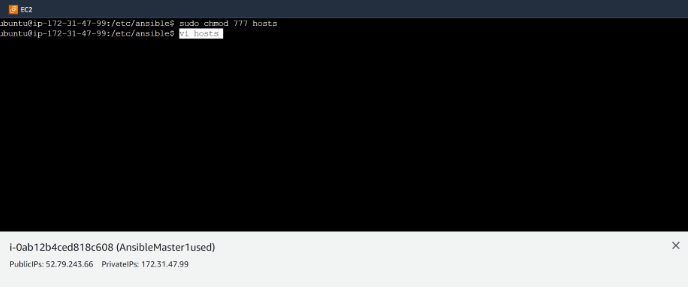 EC2
ubuntu@ip-172-31-47-99:/etc/ansible$ sudo chmod 777 hosts
ubuntu@ip-172-31-47-99:/etc/ansible$ vi hosts
i-0ab12b4ced818c608 (AnsibleMaster1used)
PublicIPs: 52.79.243.66 PrivateIPs: 172.31.47.99